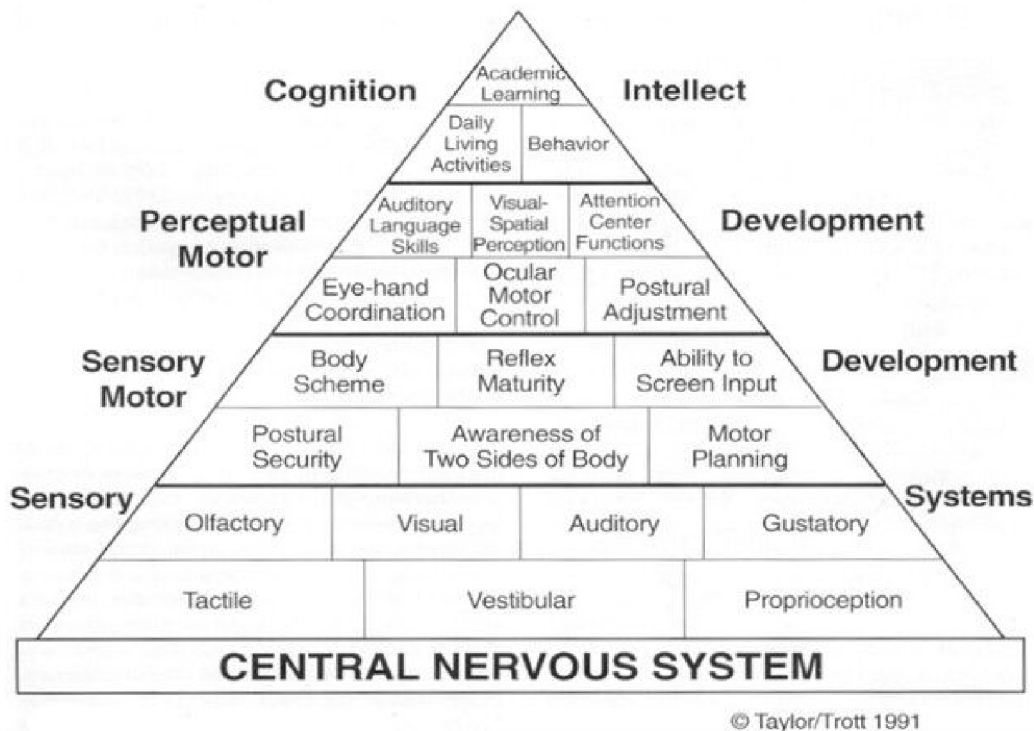 Academic
Learning
Cognition
Intellect
Daily
Living
Activities
Behavior
Auditory
Language
Skills
Visual-
Spatial
Perception
Attention
Center
Functions
Perceptual
Motor
Development
Eye-hand
Coordination
Ocular
Motor
Control
Postural
Adjustment
Sensory
Motor
Development
Body
Scheme
Reflex
Maturity
Ability to
Screen Input
Postural
Security
Awareness of
Two Sides of Body
Motor
Planning
Sensory
Systems
Olfactory
Visual
Auditory
Gustatory
Tactile
Vestibular
Proprioception
CENTRAL NERVOUS SYSTEM
© Taylor/Trott 1991